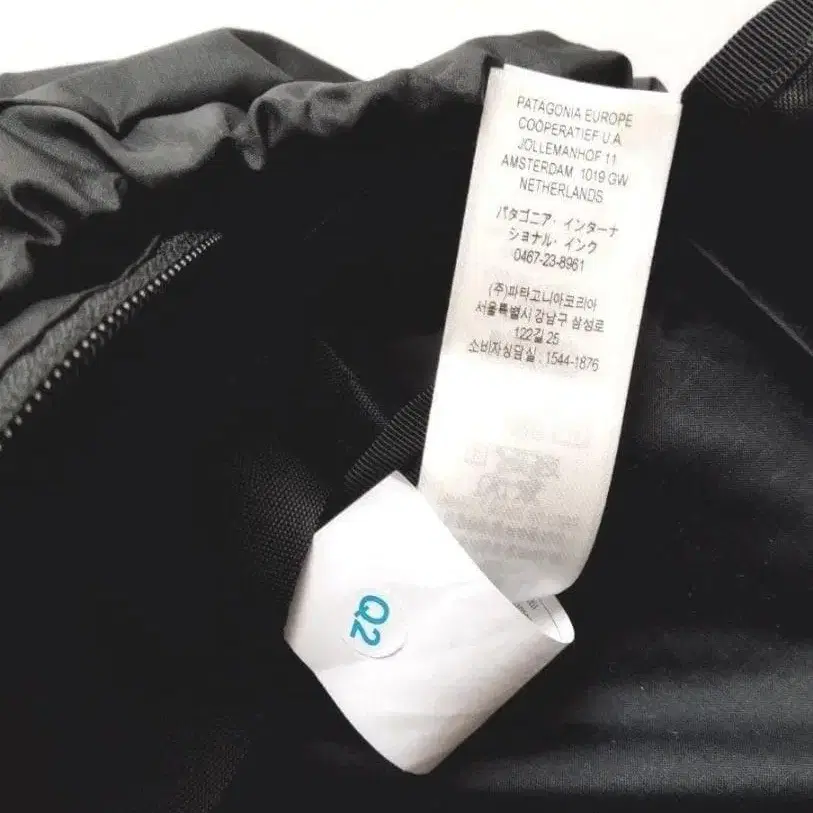 PATAGONIA EUROPE
COOPERATIEF U.A.
JOLLEMANHOF 11
AMSTERDAM 1019 GW
NETHERLANDS
パタゴニア・インターナ
ショナル・インク
0467-23-8961
(주)파타고니아코리아
서울특별시 강남구 삼성로
122길 25
소비자상담실 : 1544-1876
Q2